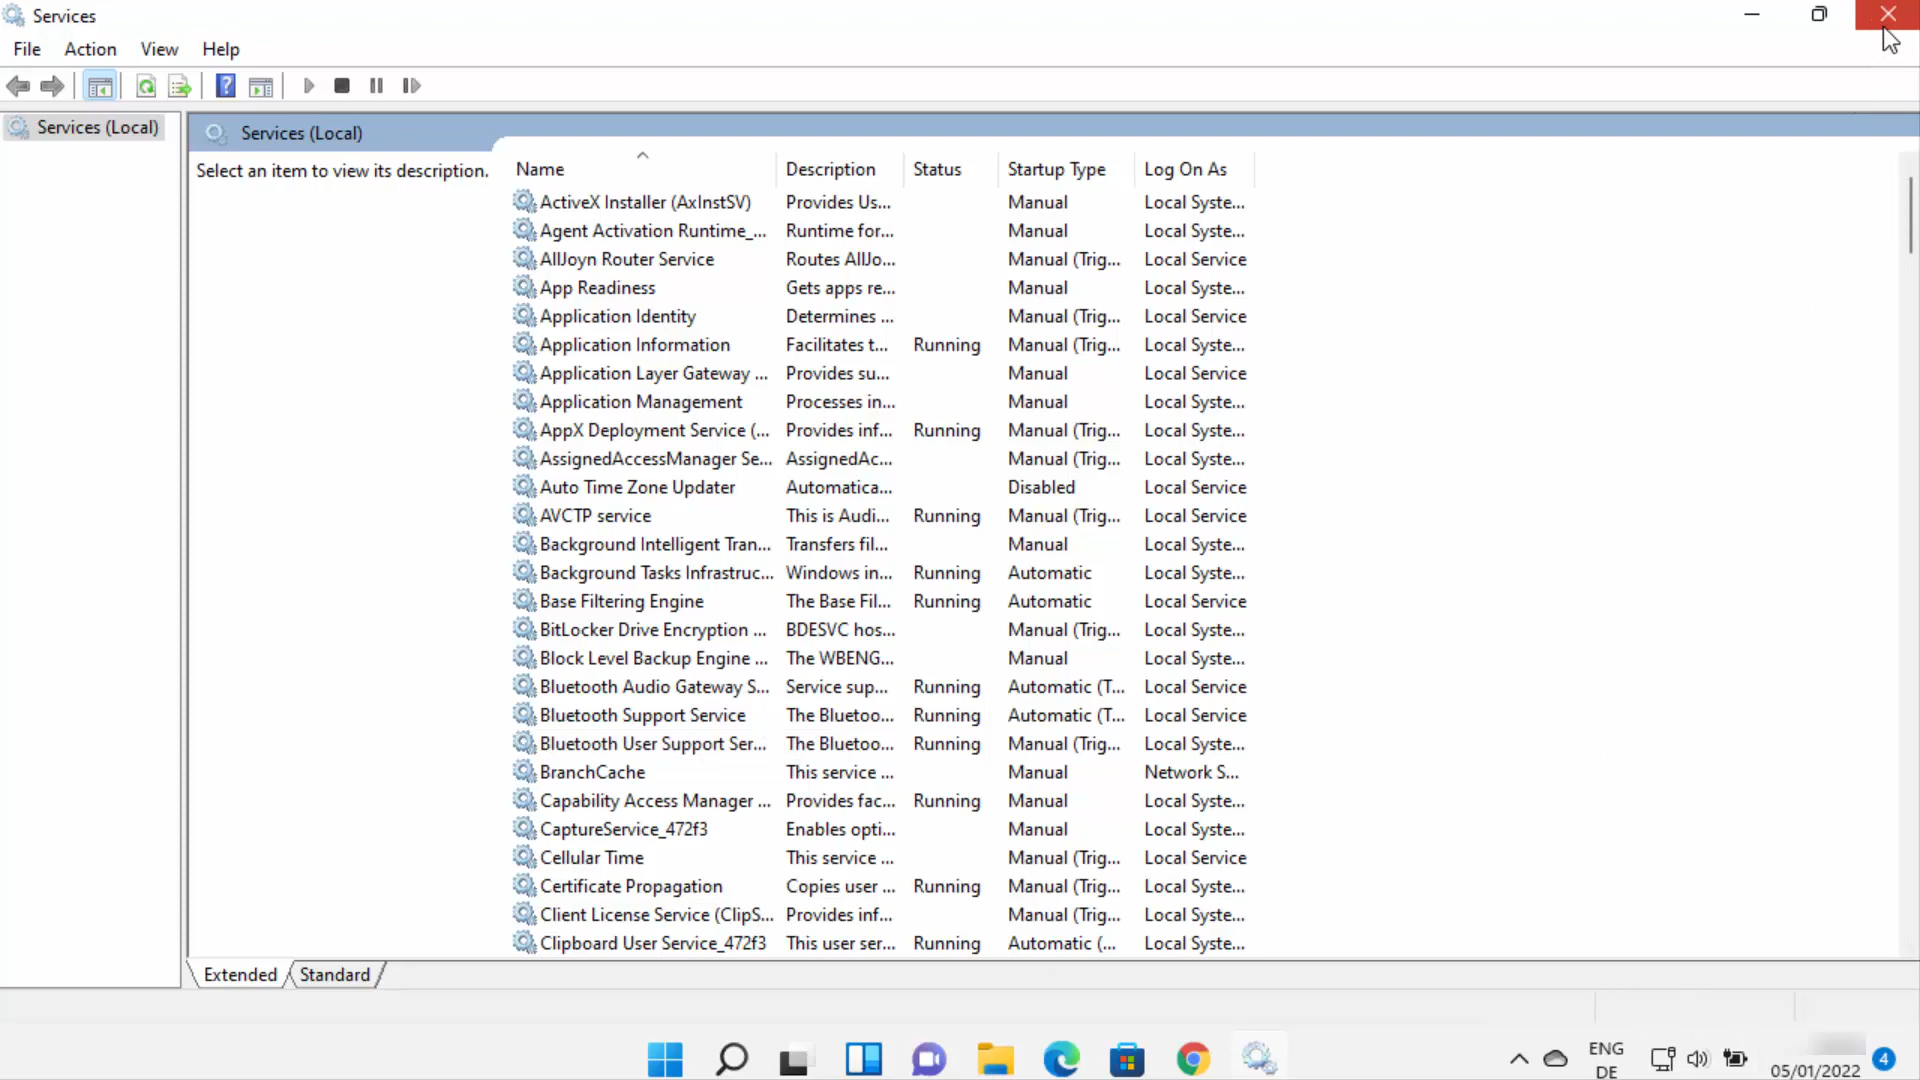 Services
File Action View Help
Services (Local)
Services (Local)
Select an item to view its description.
Name Description Status Startup Type Log On As
ActiveX Installer (AxInstSV) Provides Us... Manual Local Syste...
Agent Activation Runtime_... Runtime for... Manual Local Syste...
AllJoyn Router Service Routes AllJo... Manual (Trig... Local Service
App Readiness Gets apps re... Manual Local Syste...
Application Identity Determines ... Manual (Trig... Local Service
Application Information Facilitates t... Running Manual (Trig... Local Syste...
Application Layer Gateway ... Provides su... Manual Local Service
Application Management Processes in... Manual Local Syste...
AppX Deployment Service (... Provides inf... Running Manual (Trig... Local Syste...
AssignedAccessManager Se... AssignedAc... Manual (Trig... Local Syste...
Auto Time Zone Updater Automatica... Disabled Local Service
AVCTP service This is Audi... Running Manual (Trig... Local Service
Background Intelligent Tran... Transfers fil... Manual Local Syste...
Background Tasks Infrastruc... Windows in... Running Automatic Local Syste...
Base Filtering Engine The Base Fil... Running Automatic Local Service
BitLocker Drive Encryption ... BDESVC hos... Manual (Trig... Local Syste...
Block Level Backup Engine ... The WBENG... Manual Local Syste...
Bluetooth Audio Gateway S... Service sup... Running Automatic (T... Local Service
Bluetooth Support Service The Bluetoo... Running Automatic (T... Local Service
Bluetooth User Support Ser... The Bluetoo... Running Manual (Trig... Local Syste...
BranchCache This service ... Manual Network S...
Capability Access Manager ... Provides fac... Running Manual Local Syste...
CaptureService_472f3 Enables opti... Manual Local Syste...
Cellular Time This service ... Manual (Trig... Local Service
Certificate Propagation Copies user ... Running Manual (Trig... Local Syste...
Client License Service (ClipS... Provides inf... Manual (Trig... Local Syste...
Clipboard User Service_472f3 This user ser... Running Automatic (... Local Syste...
Extended Standard
ENG
DE
05/01/2022 4